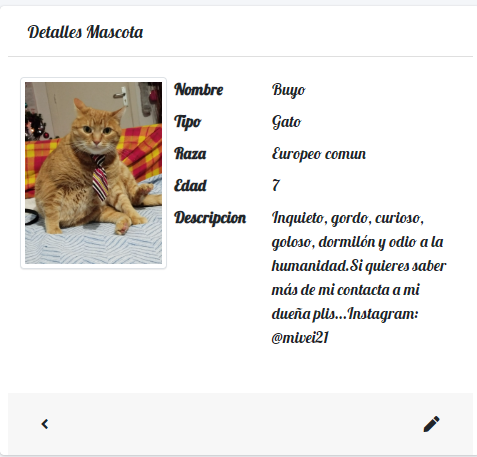 Detalles Mascota
Nombre Buyo
Tipo Gato
Raza Europeo comun
Edad 7
Descripcion Inquieto, gordo, curioso,
goloso, dormilón y odio a la
humanidad.Si quieres saber
más de mi contacta a mi
dueña plis...Instagram:
@mivei21